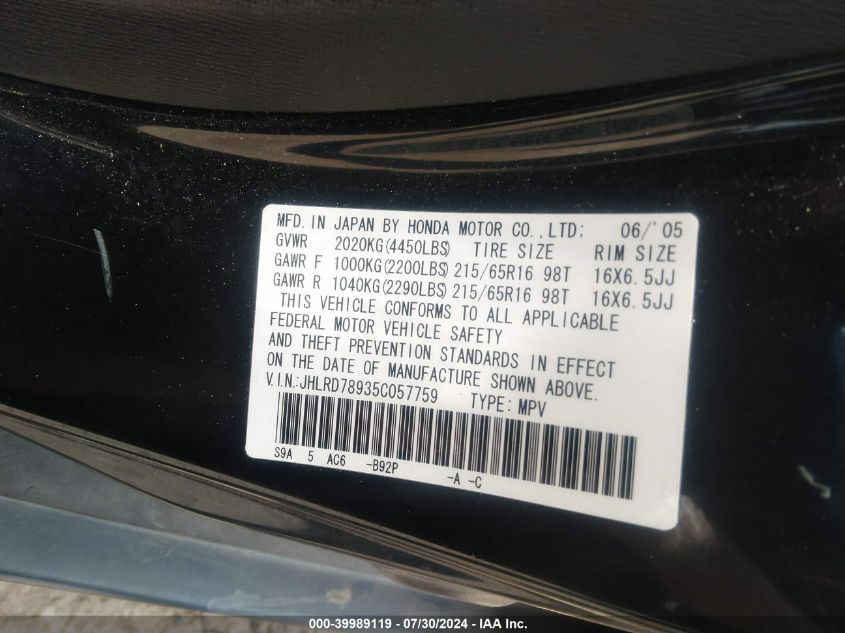 MFD. IN JAPAN BY HONDA MOTOR CO.,LTD: 06/'05
GVWR 2020KG(4450LBS) TIRE SIZE RIM SIZE
GAWR F 1000KG(2200LBS) 215/65R16 98T 16X6.5JJ
GAWR R 1040KG(2290LBS) 215/65R16 98T 16X6.5JJ
THIS VEHICLE CONFORMS TO ALL APPLICABLE
FEDERAL MOTOR VEHICLE SAFETY
AND THEFT PREVENTION STANDARDS IN EFFECT
ON THE DATE OF MANUFACTURE SHOWN ABOVE.
V.I.N.:JHLRD78935C057759 TYPE: MPV
S9A 5 AC6 -B92P -A -C
000-39989119 - 07/30/2024 - IAA Inc.